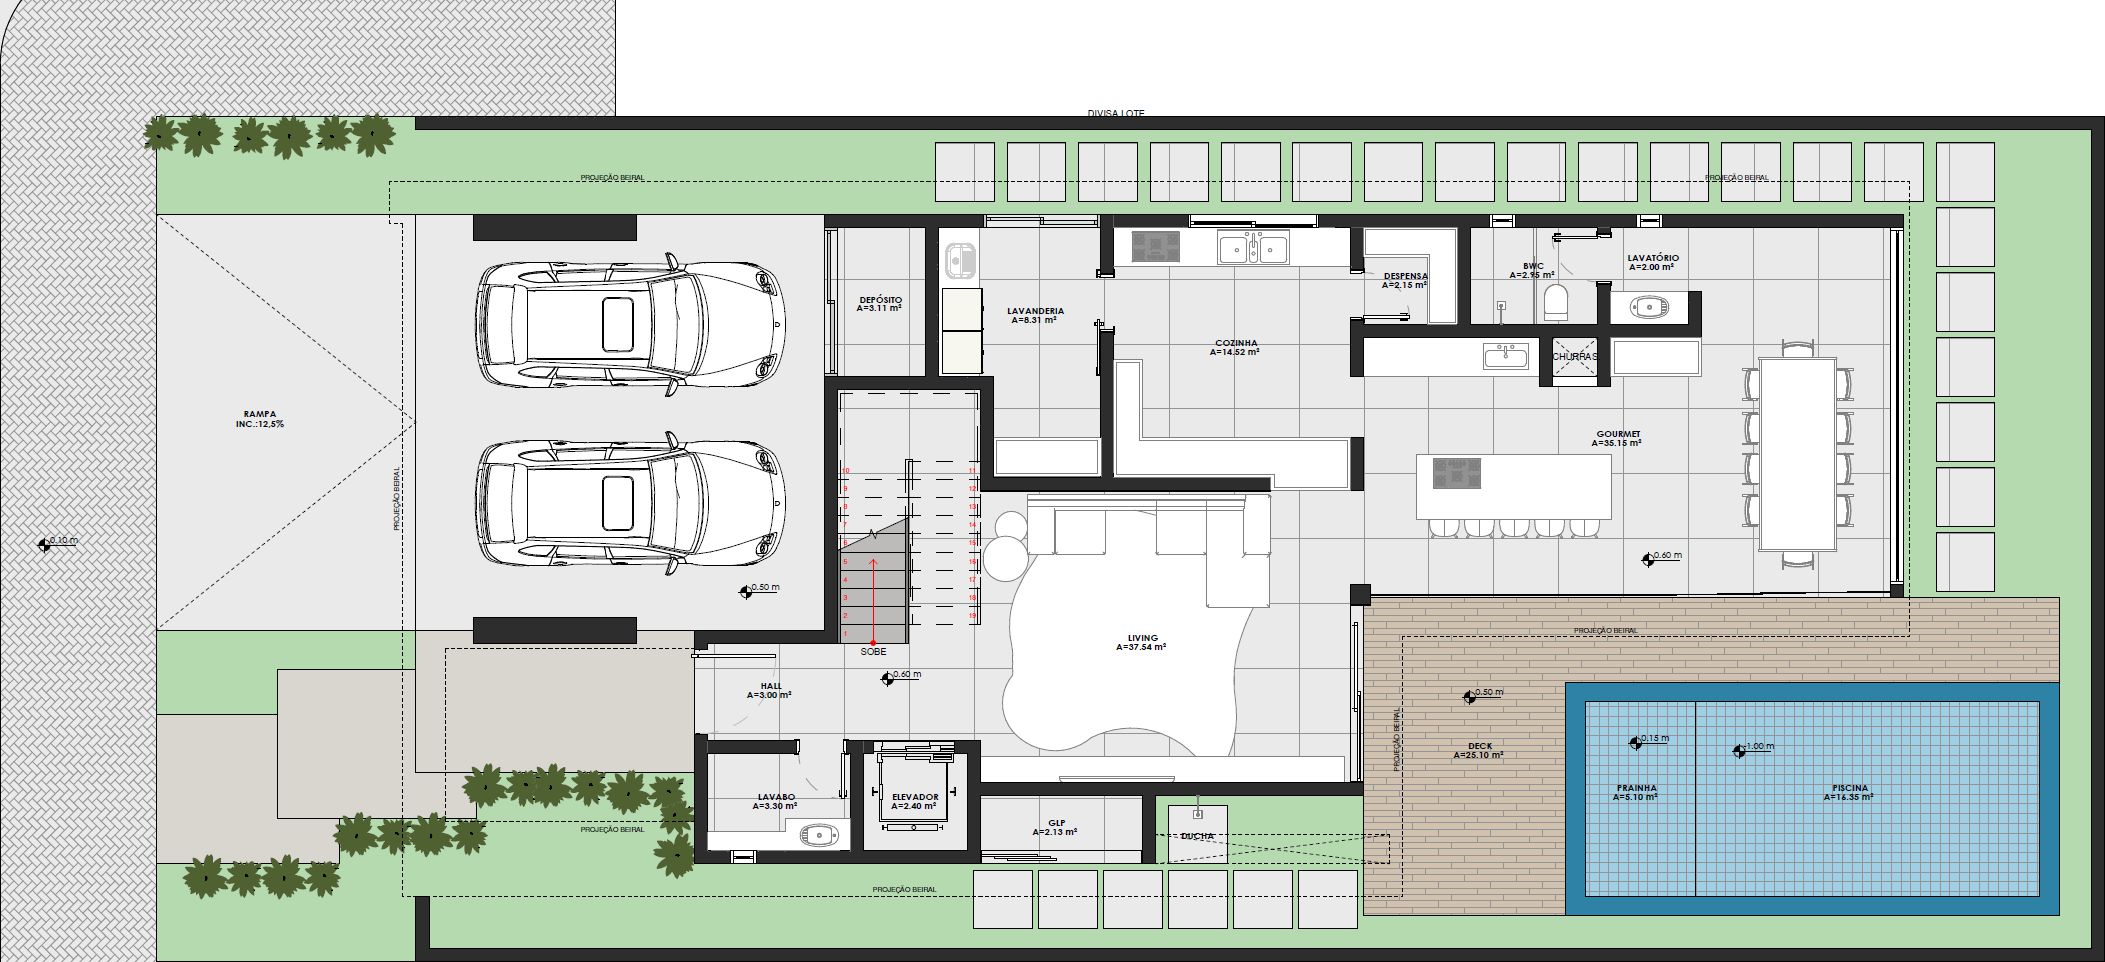 DIVISA LOTE
PROJEÇÃO BEIRAL
PROJEÇÃO BEIRAL
DEPÓSITO
A=3.11 m²
LAVANDERIA
A=8.31 m²
COZINHA
A=14.52 m²
DESPENSA
A=2.15 m²
BWC
A=2.95 m²
LAVATÓRIO
A=2.00 m²
CHURRAS.
RAMPA
INC.:12,5%
GOURMET
A=35.15 m²
PROJEÇÃO BEIRAL
0.10 m
0.50 m
0.60 m
10
9
8
7
6
5
4
3
2
1
11
12
13
14
15
16
17
18
19
SOBE
LIVING
A=37.54 m²
PROJEÇÃO BEIRAL
HALL
A=3.00 m²
0.60 m
0.50 m
PROJEÇÃO BEIRAL
DECK
A=25.10 m²
0.15 m
-1.00 m
PRAINHA
A=5.10 m²
PISCINA
A=16.35 m²
LAVABO
A=3.30 m²
ELEVADOR
A=2.40 m²
GLP
A=2.13 m²
DUCHA
PROJEÇÃO BEIRAL
PROJEÇÃO BEIRAL